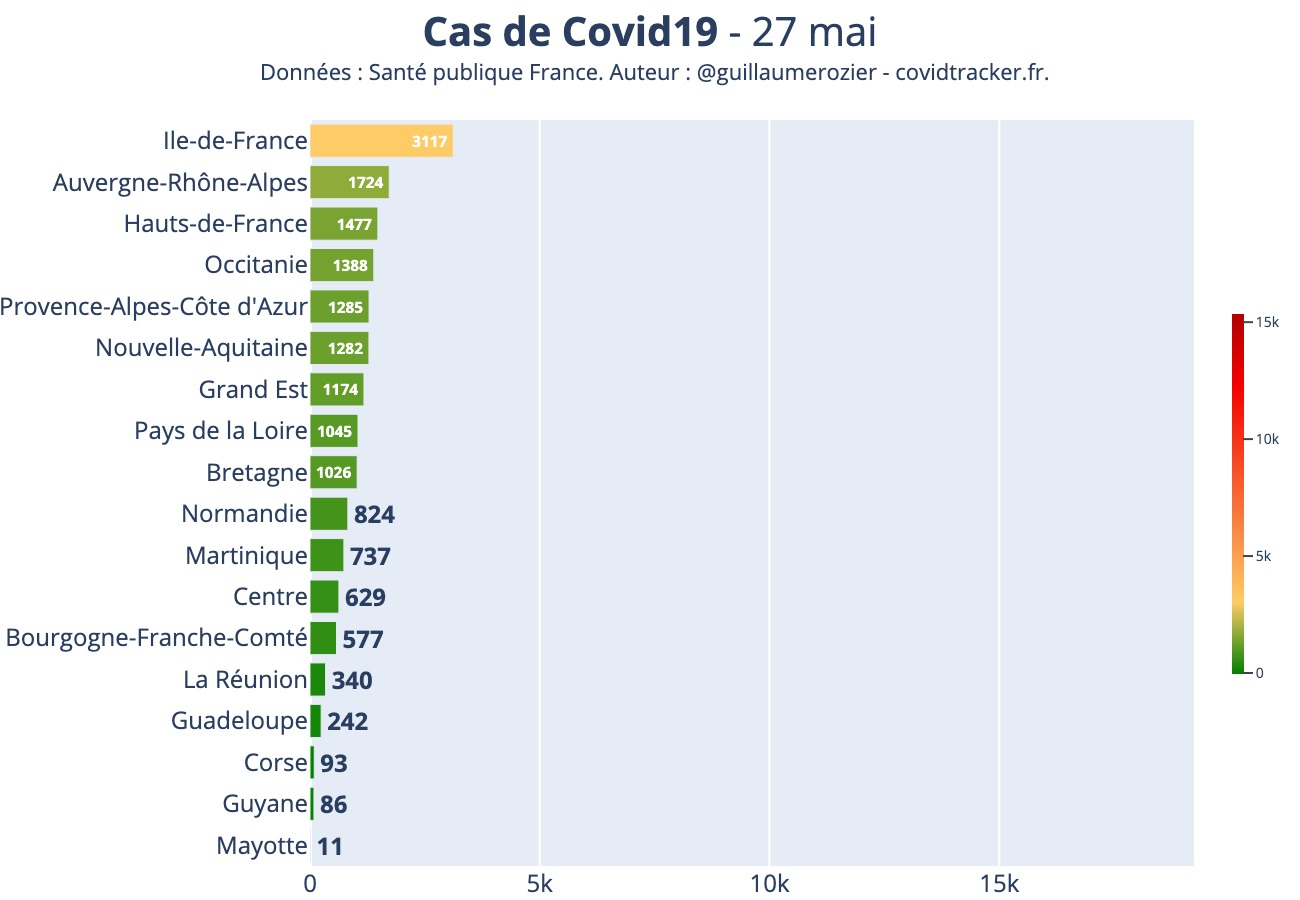 Cas de Covid19 - 27 mai
Données : Santé publique France. Auteur : @guillaumerozier - covidtracker.fr.
Ile-de-France 3117
Auvergne-Rhône-Alpes 1724
Hauts-de-France 1477
Occitanie 1388
Provence-Alpes-Côte d'Azur 1285
Nouvelle-Aquitaine 1282
Grand Est 1174
Pays de la Loire 1045
Bretagne 1026
Normandie 824
Martinique 737
Centre 629
Bourgogne-Franche-Comté 577
La Réunion 340
Guadeloupe 242
Corse 93
Guyane 86
Mayotte 11
0 5k 10k 15k
15k
10k
5k
0